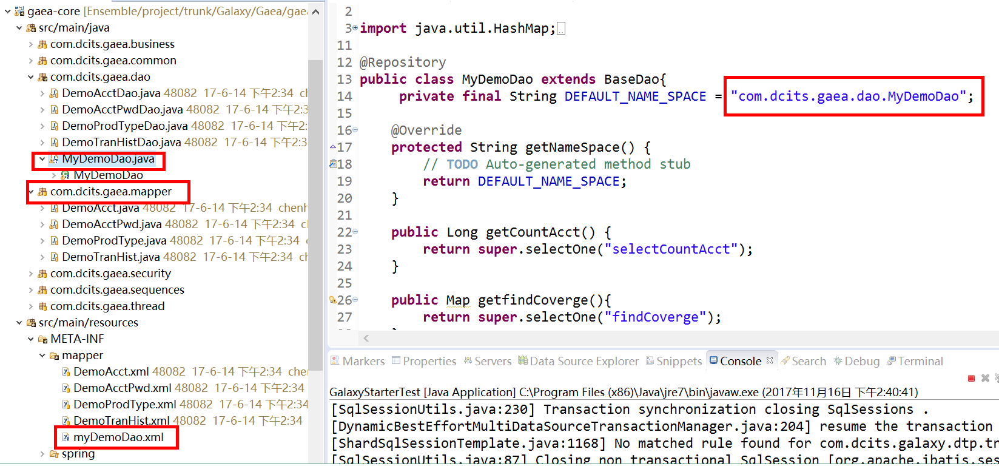 gaea-core [Ensemble/project/trunk/Galaxy/Gaea/gaea
src/main/java
com.dcits.gaea.business
com.dcits.gaea.common
com.dcits.gaea.dao
DemoAcctDao.java 48082 17-6-14 下午2:34 ch
DemoAcctPwdDao.java 48082 17-6-14 下午2:3
DemoProdTypeDao.java 48082 17-6-14 下午2:
DemoTranHistDao.java 48082 17-6-14 下午2:3
MyDemoDao.java
MyDemoDao
com.dcits.gaea.mapper
DemoAcct.java 48082 17-6-14 下午2:34 chenh
DemoAcctPwd.java 48082 17-6-14 下午2:34
DemoProdType.java 48082 17-6-14 下午2:34
DemoTranHist.java 48082 17-6-14 下午2:34 ch
com.dcits.gaea.security
com.dcits.gaea.sequences
com.dcits.gaea.thread
src/main/resources
META-INF
mapper
DemoAcct.xml 48082 17-6-14 下午2:34 chen
DemoAcctPwd.xml 48082 17-6-14 下午2:34
DemoProdType.xml 48082 17-6-14 下午2:34
DemoTranHist.xml 48082 17-6-14 下午2:34
myDemoDao.xml
spring
2
3 import java.util.HashMap;
11
12 @Repository
13 public class MyDemoDao extends BaseDao{
14 private final String DEFAULT_NAME_SPACE = "com.dcits.gaea.dao.MyDemoDao";
15
16 @Override
17 protected String getNameSpace() {
18 // TODO Auto-generated method stub
19 return DEFAULT_NAME_SPACE;
20 }
21
22 public Long getCountAcct() {
23 return super.selectOne("selectCountAcct");
24 }
25
26 public Map getfindCoverge(){
27 return super.selectOne("findCoverge");
Markers Properties Servers Data Source Explorer Snippets Console Search Debug Terminal
GalaxyStarterTest [Java Application] C:\Program Files (x86)\Java\jre7\bin\javaw.exe (2017年11月16日 下午2:40:41)
[SqlSessionUtils.java:230] Transaction synchronization closing SqlSessions .
[DynamicBestEffortMultiDataSourceTransactionManager.java:204] resume the transaction
[ShardSqlSessionTemplate.java:1168] No matched rule found for com.dcits.galaxy.dtp.tr
[SqlSessionUtils.java:87] Closing non transactional SqlSession [org.apache.ibatis.ses